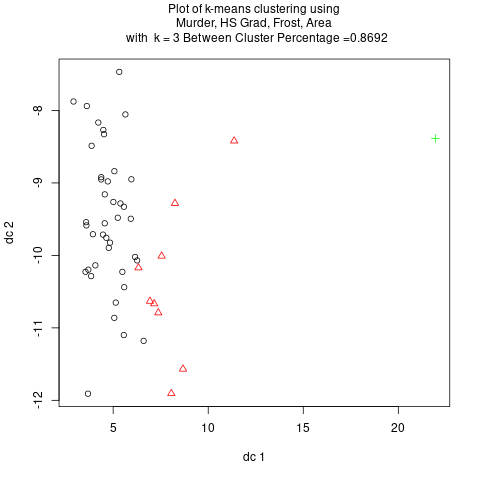 Plot of k-means clustering using
Murder, HS Grad, Frost, Area
with k = 3 Between Cluster Percentage =0.8692
-8
-9
-10
-11
-12
dc 2
5 10 15 20
dc 1